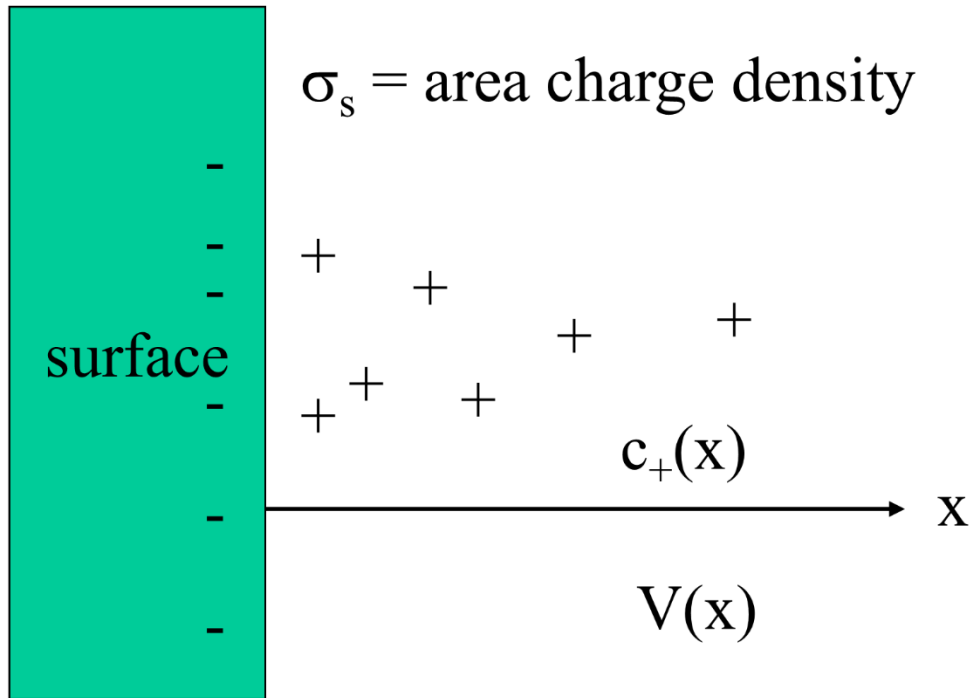 σₛ = area charge density
-
-
+
+
-
+
+
surface
+
-
+
+
c₊(x)
-
x
V(x)
-